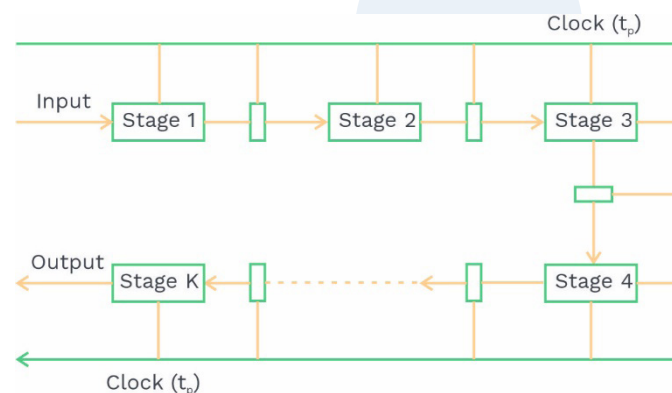 Clock (tₚ)
Input
Stage 1
Stage 2
Stage 3
Output
Stage K
Stage 4
Clock (tₚ)